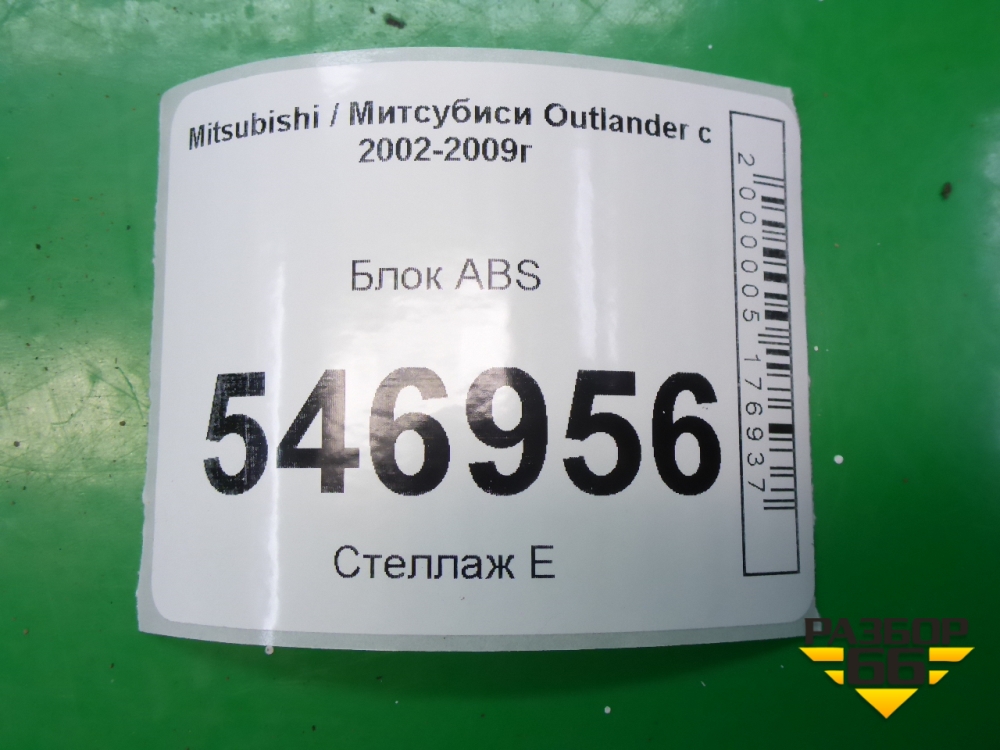 Mitsubishi / Митсубиси Outlander с
2002-2009г
Блок ABS
546956
Стеллаж Е
2000005176937
РАЗБОР
66